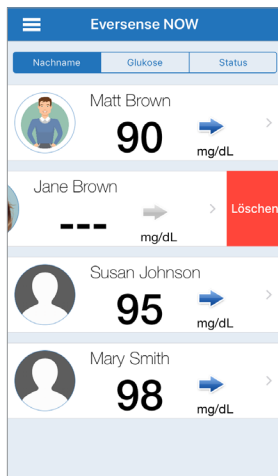 Eversense NOW
Nachname Glukose Status
Matt Brown
90
mg/dL
Jane Brown
---
mg/dL
Löschen
Susan Johnson
95
mg/dL
Mary Smith
98
mg/dL